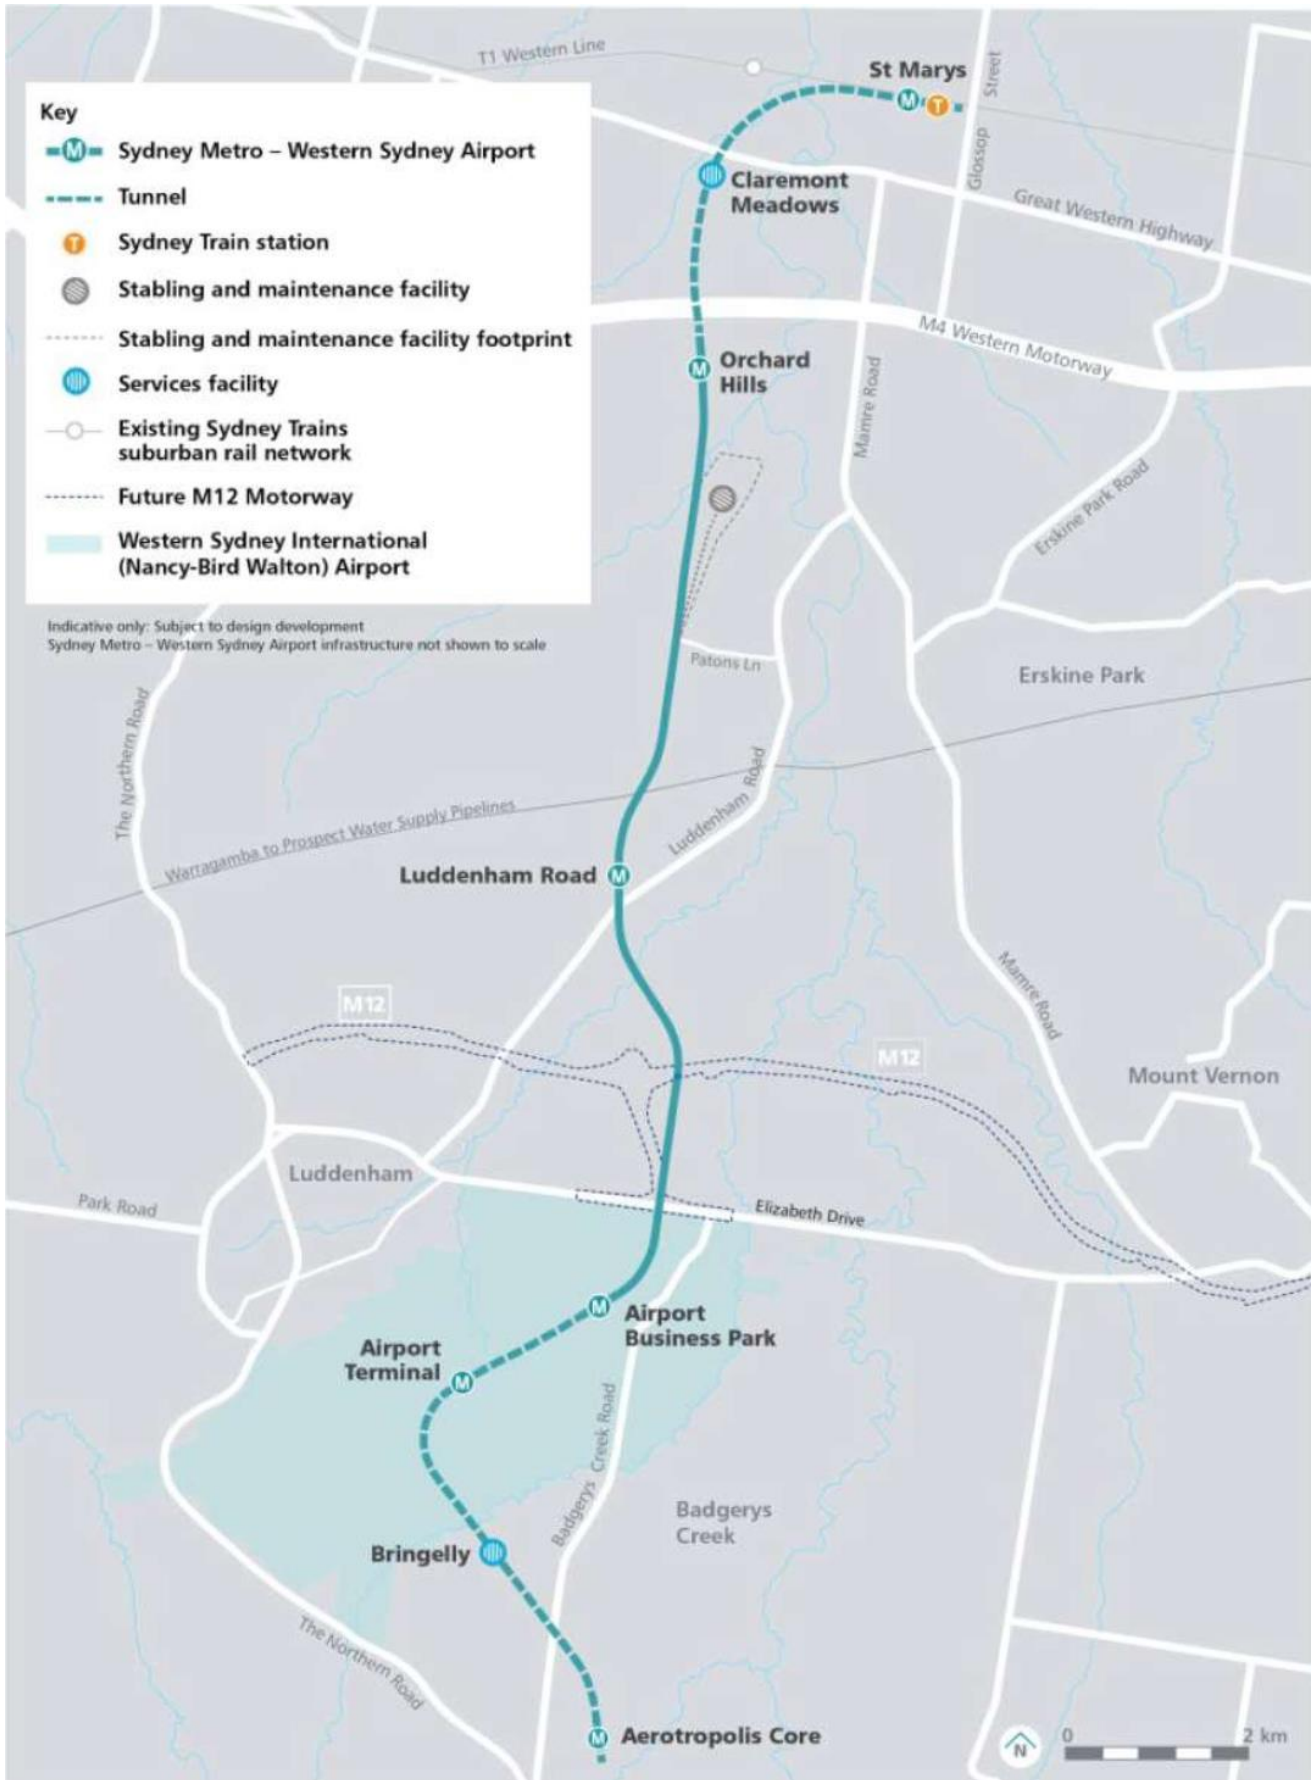 T1 Western Line
St Marys
M
T
Glossop Street
Key
M
Sydney Metro – Western Sydney Airport
Tunnel
T
Sydney Train station
Stabling and maintenance facility
Stabling and maintenance facility footprint
Services facility
Existing Sydney Trains
suburban rail network
Future M12 Motorway
Western Sydney International
(Nancy-Bird Walton) Airport
Indicative only: Subject to design development
Sydney Metro – Western Sydney Airport infrastructure not shown to scale
Claremont
Meadows
Great Western Highway
M4 Western Motorway
M
Orchard
Hills
Mamre Road
Erskine Park Road
Patons Ln
Erskine Park
The Northern Road
Warragamba to Prospect Water Supply Pipelines
Luddenham Road
Luddenham Road
M
Mamre Road
M12
M12
Mount Vernon
Luddenham
Park Road
Elizabeth Drive
M
Airport
Business Park
Airport
Terminal
M
Badgerys Creek Road
Badgerys
Creek
Bringelly
The Northern Road
M
Aerotropolis Core
N
0
2 km